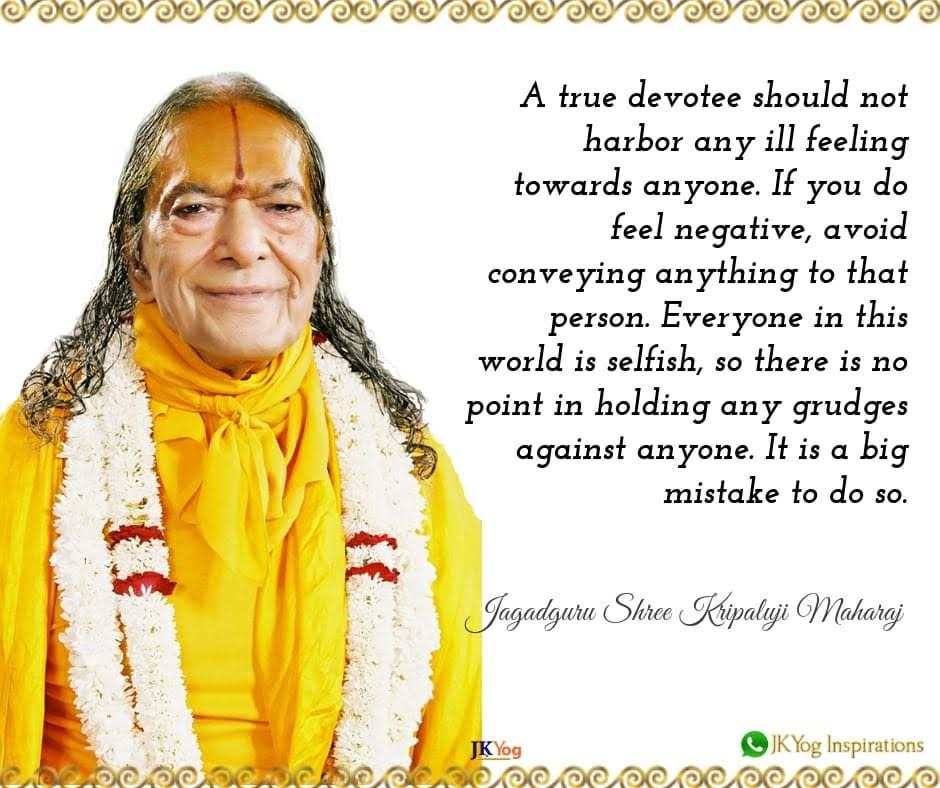 A true devotee should not
harbor any ill feeling
towards anyone. If you do
feel negative, avoid
conveying anything to that
person. Everyone in this
world is selfish, so there is no
point in holding any grudges
against anyone. It is a big
mistake to do so.
Jagadguru Shree Kripaluji Maharaj
JKYog
JKYog Inspirations